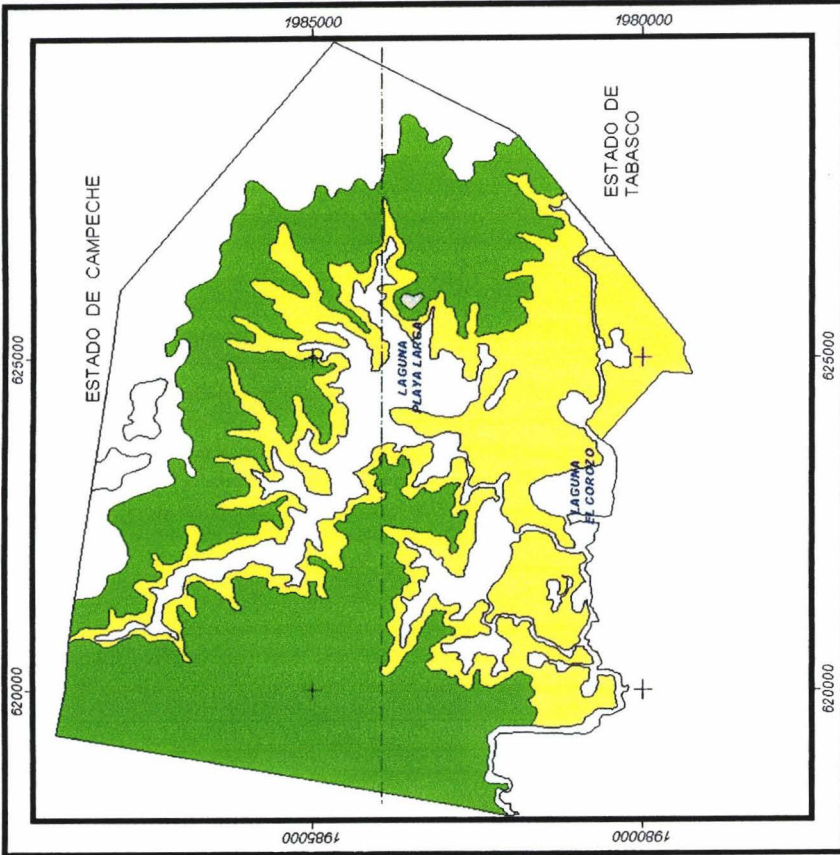 1985000
1980000
ESTADO DE CAMPECHE
ESTADO DE
TABASCO
625000
625000
LAGUNA
PLAYA LARGA
LAGUNA
EL COROZO
620000
620000
1985000
1980000